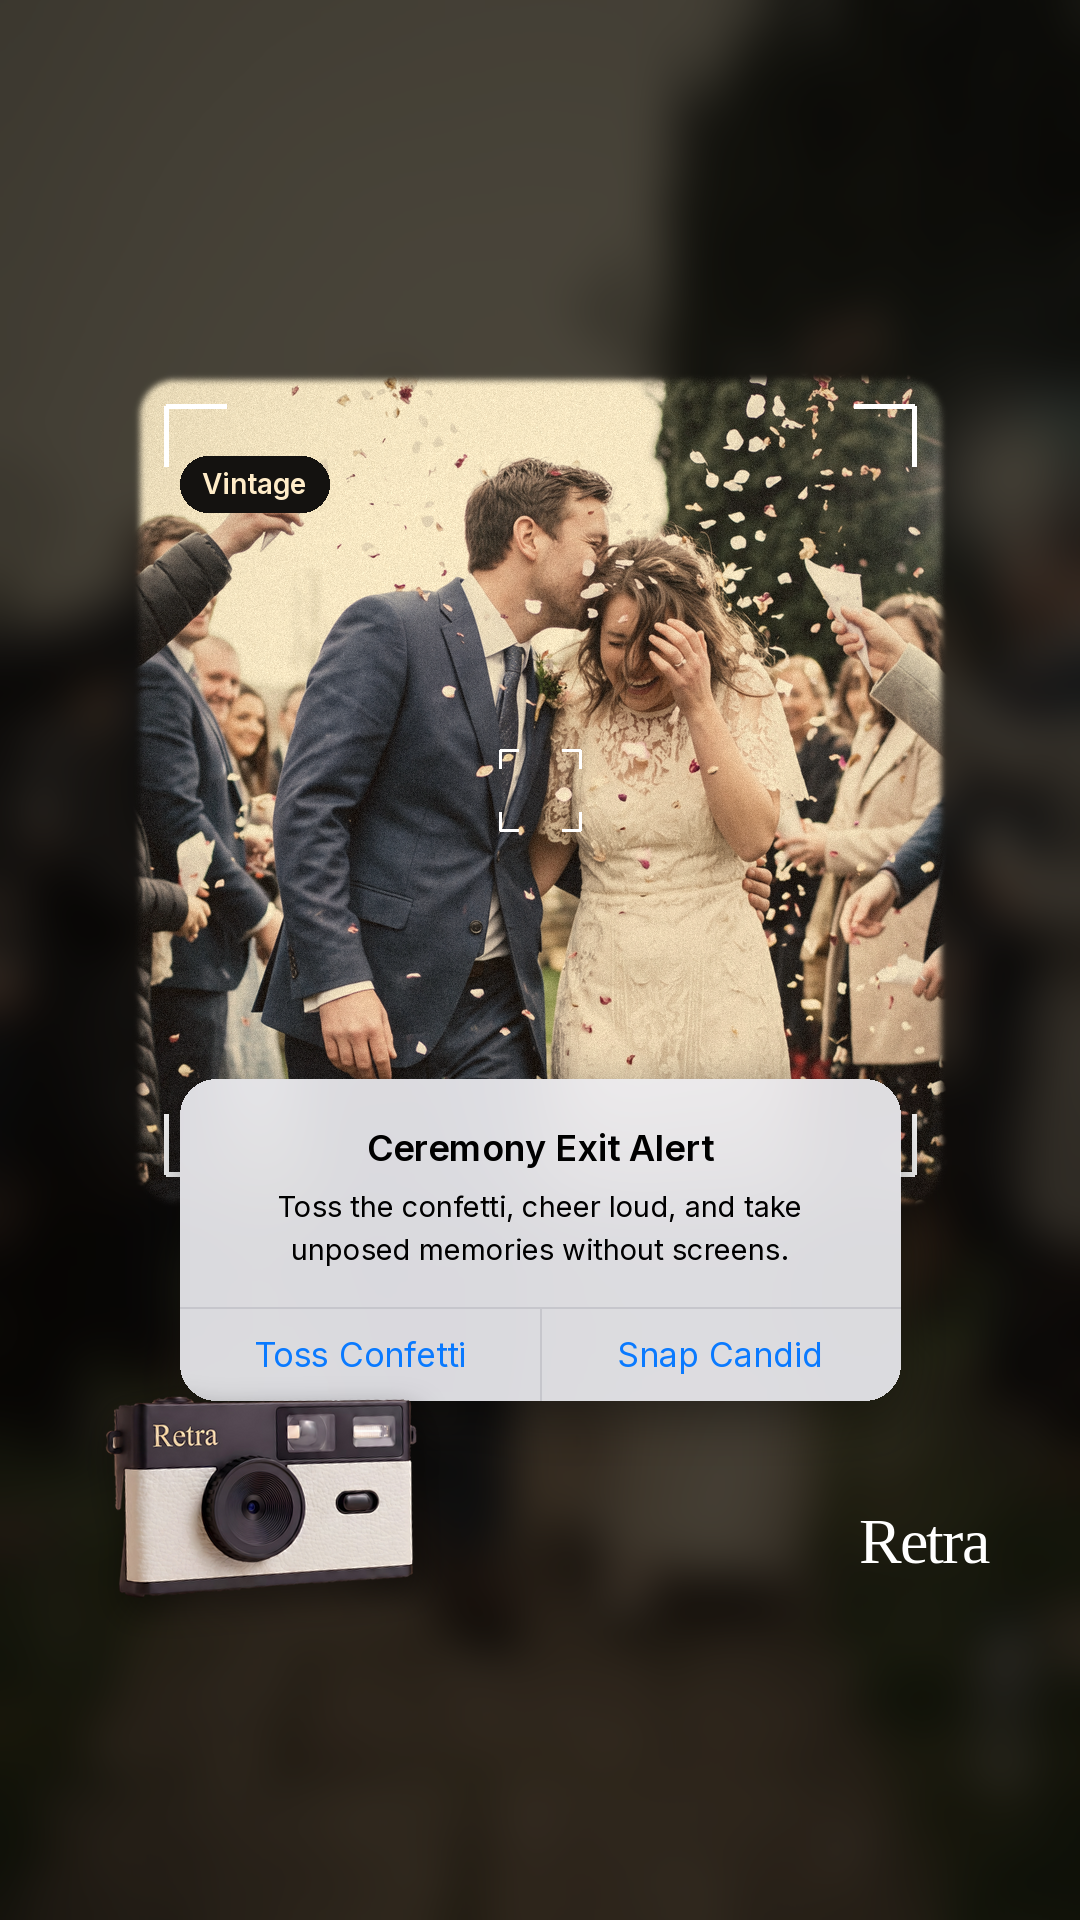 Vintage
Ceremony Exit Alert
Toss the confetti, cheer loud, and take
unposed memories without screens.
Toss Confetti
Snap Candid
Retra
Retra